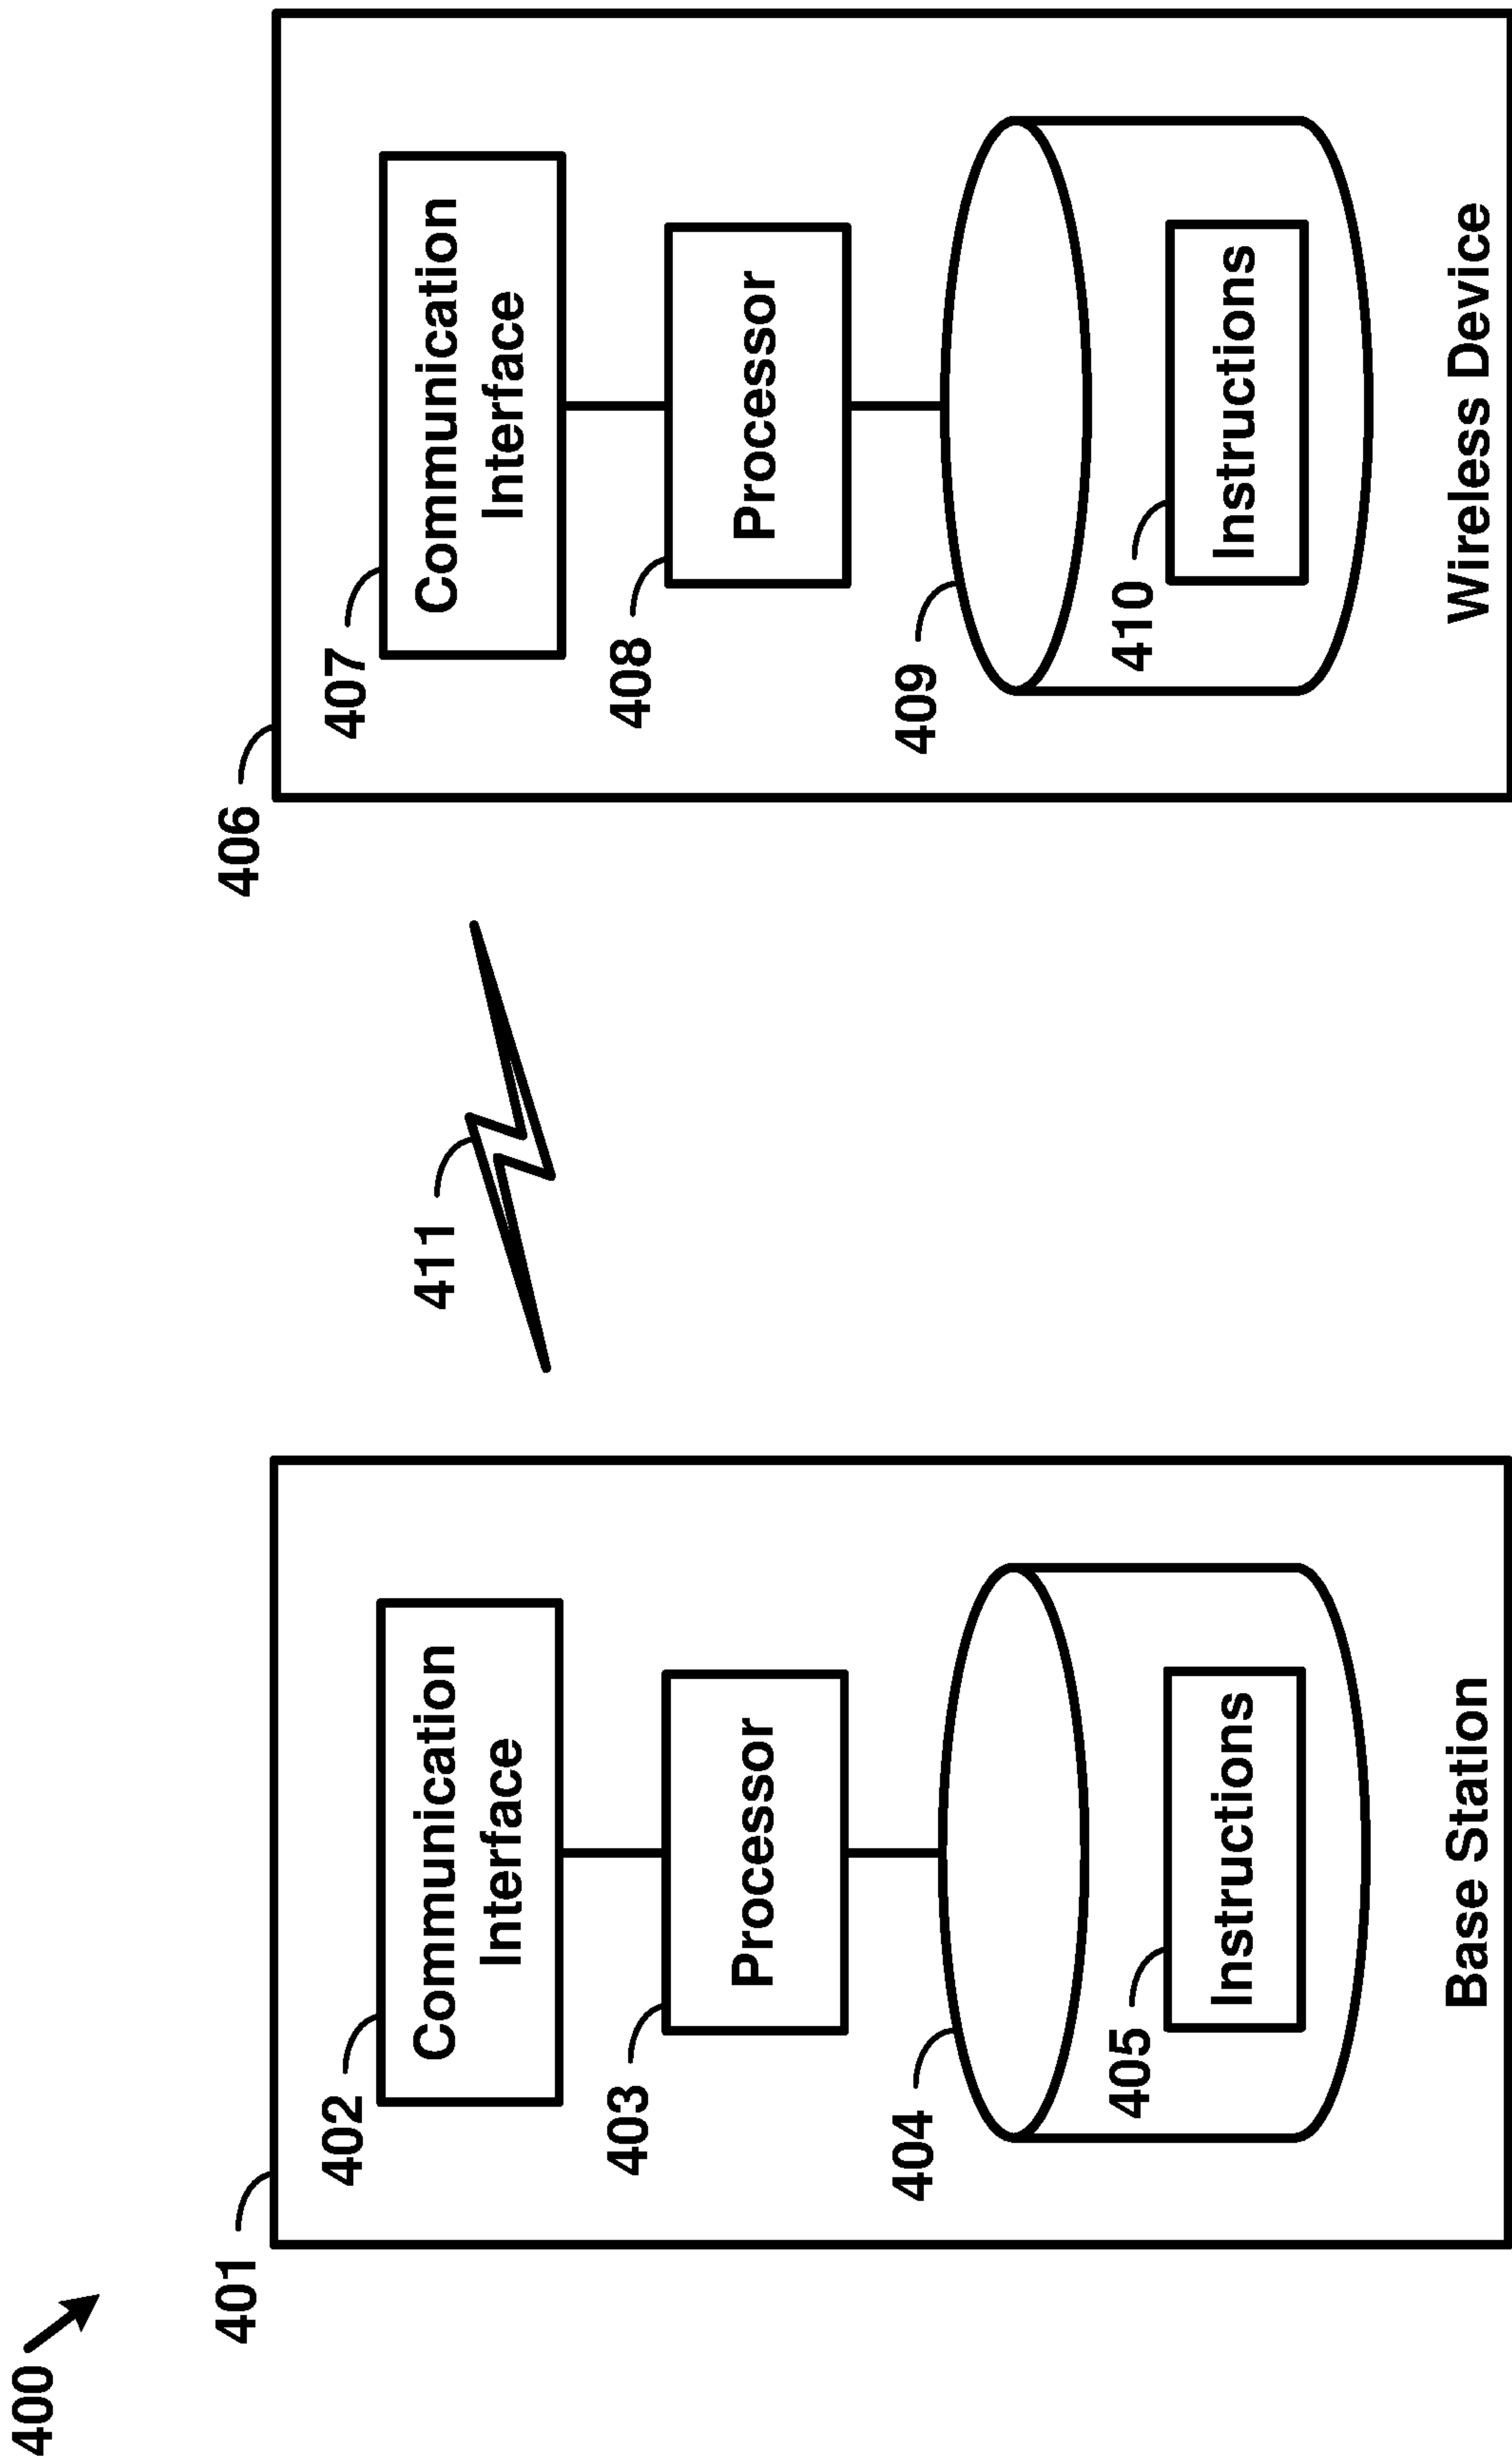 400
401
402
Communication
Interface
403
Processor
404
405
Instructions
Base Station
411
406
407
Communication
Interface
408
Processor
409
410
Instructions
Wireless Device